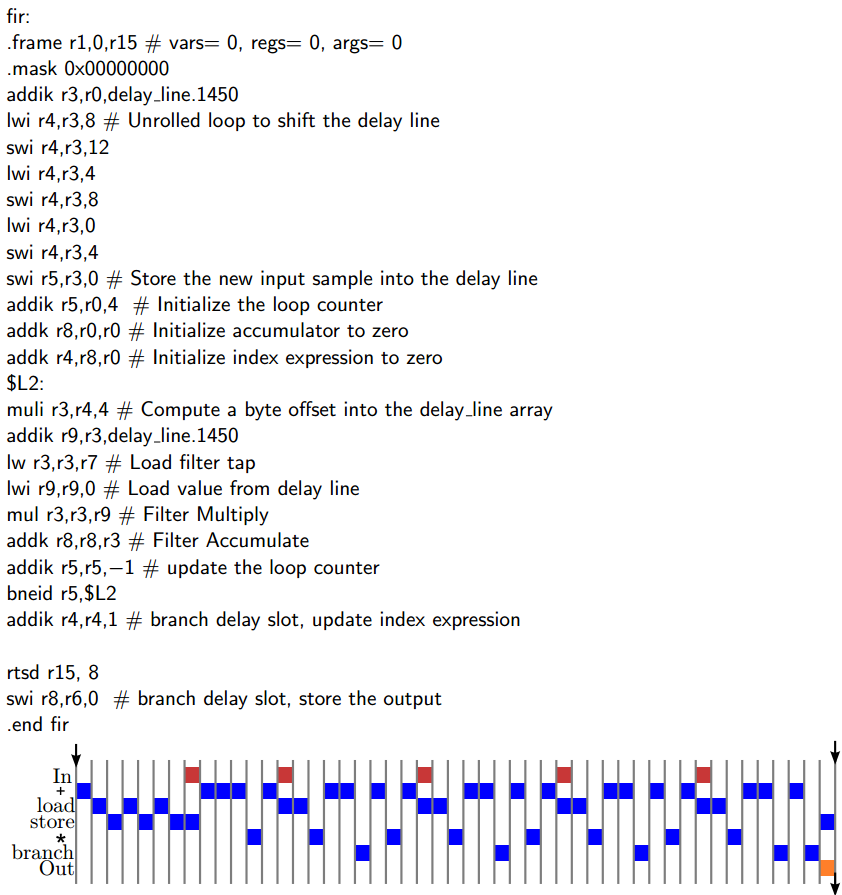 fir:
.frame r1,0,r15 # vars= 0, regs= 0, args= 0
.mask 0x00000000
addik r3,r0,delay_line.1450
lwi r4,r3,8 # Unrolled loop to shift the delay line
swi r4,r3,12
lwi r4,r3,4
swi r4,r3,8
lwi r4,r3,0
swi r4,r3,4
swi r5,r3,0 # Store the new input sample into the delay line
addik r5,r0,4 # Initialize the loop counter
addk r8,r0,r0 # Initialize accumulator to zero
addk r4,r8,r0 # Initialize index expression to zero
$L2:
muli r3,r4,4 # Compute a byte offset into the delay_line array
addik r9,r3,delay_line.1450
lw r3,r3,r7 # Load filter tap
lwi r9,r9,0 # Load value from delay line
mul r3,r3,r9 # Filter Multiply
addk r8,r8,r3 # Filter Accumulate
addik r5,r5,−1 # update the loop counter
bneid r5,$L2
addik r4,r4,1 # branch delay slot, update index expression
rtsd r15, 8
swi r8,r6,0 # branch delay slot, store the output
.end fir
In
+
load
store
*
branch
Out